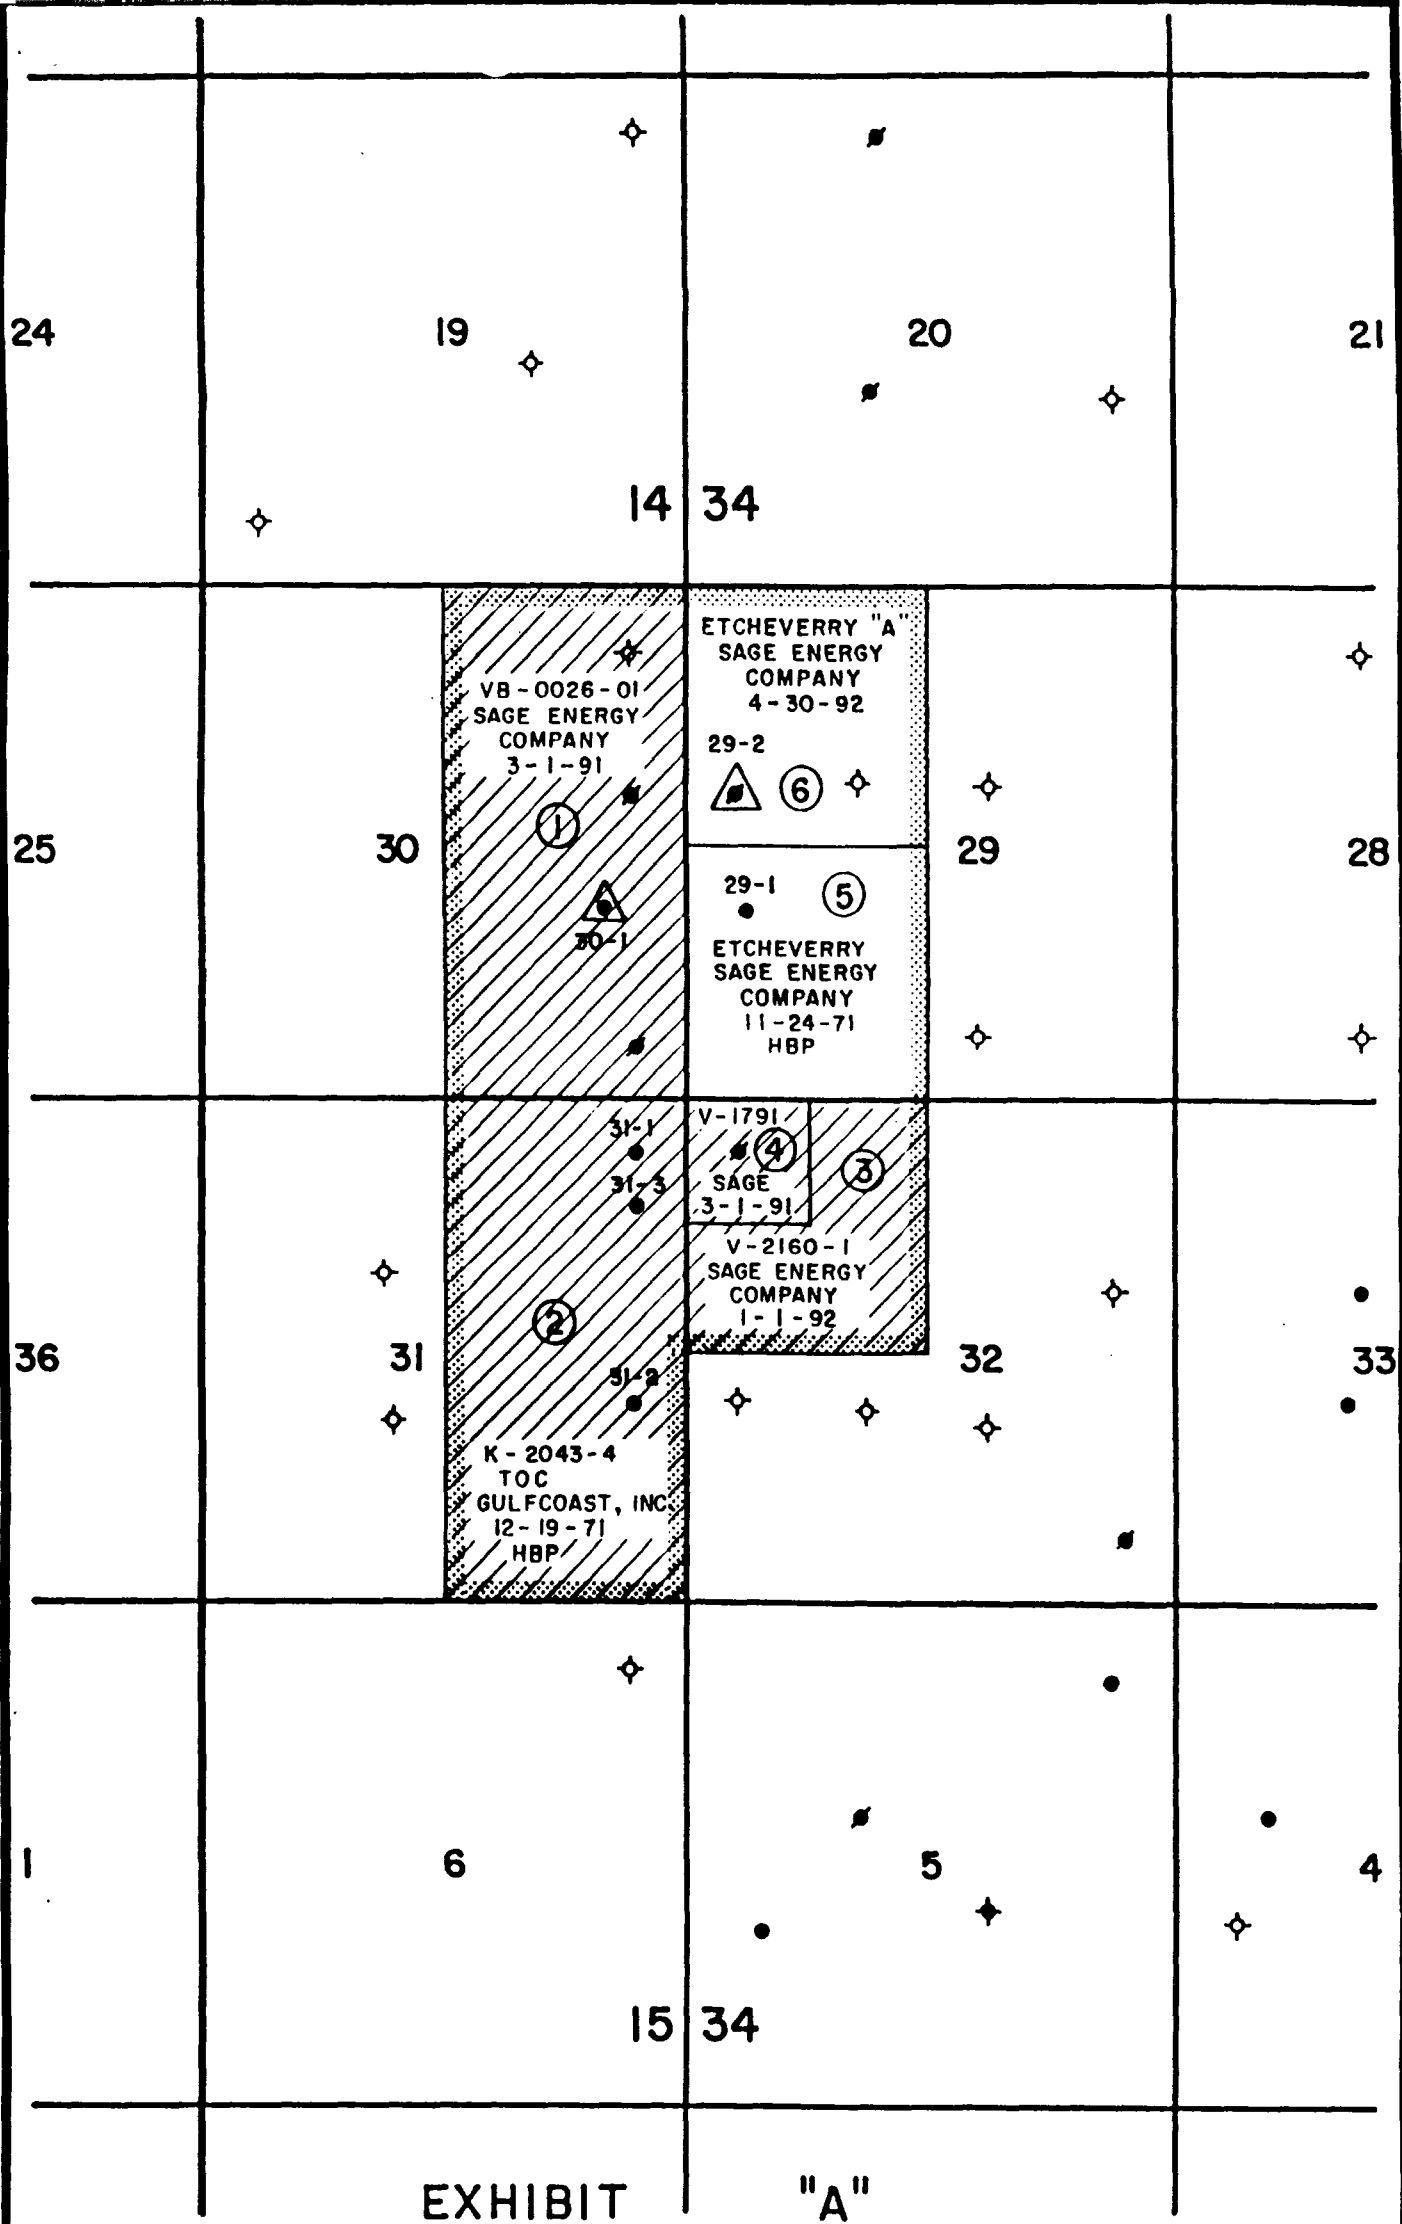 24
19
20
21
14 34
VB-0026-01
SAGE ENERGY
COMPANY
3-1-91
1
30-1
ETCHEVERRY "A"
SAGE ENERGY
COMPANY
4-30-92
29-2
6
25
30
29
28
29-1
5
ETCHEVERRY
SAGE ENERGY
COMPANY
11-24-71
HBP
31-1
31-3
V-1791
4
SAGE
3-1-91
3
V-2160-1
SAGE ENERGY
COMPANY
1-1-92
2
36
31
32
33
31-2
K-2043-4
TOC
GULFCOAST, INC.
12-19-71
HBP
1
6
5
4
15 34
EXHIBIT "A"